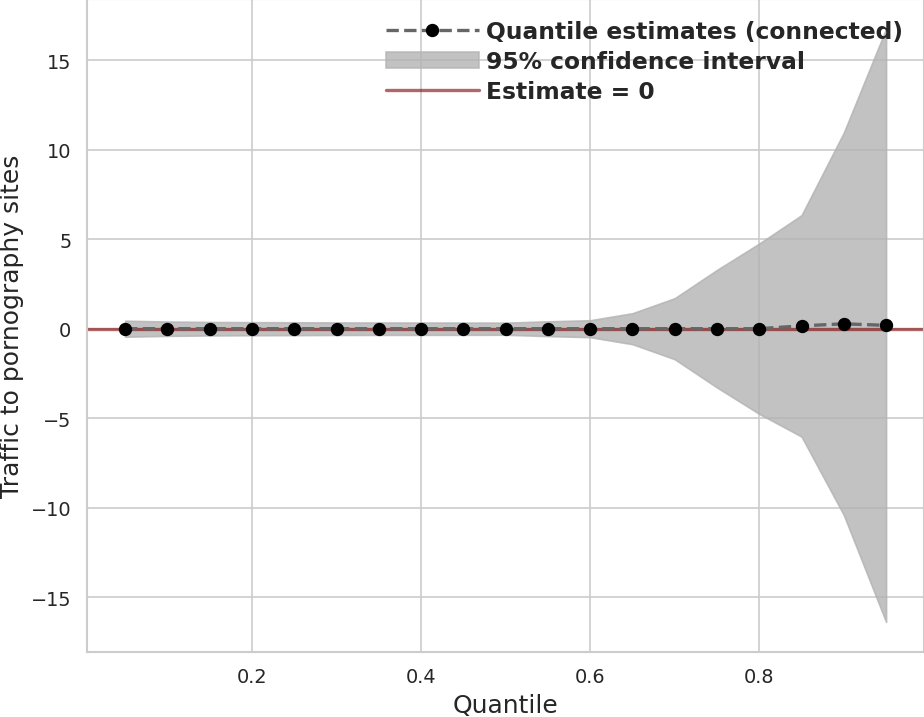 Quantile estimates (connected)
95% confidence interval
Estimate = 0
Traffic to pornography sites
15
10
5
0
−5
−10
−15
0.2
0.4
0.6
0.8
Quantile